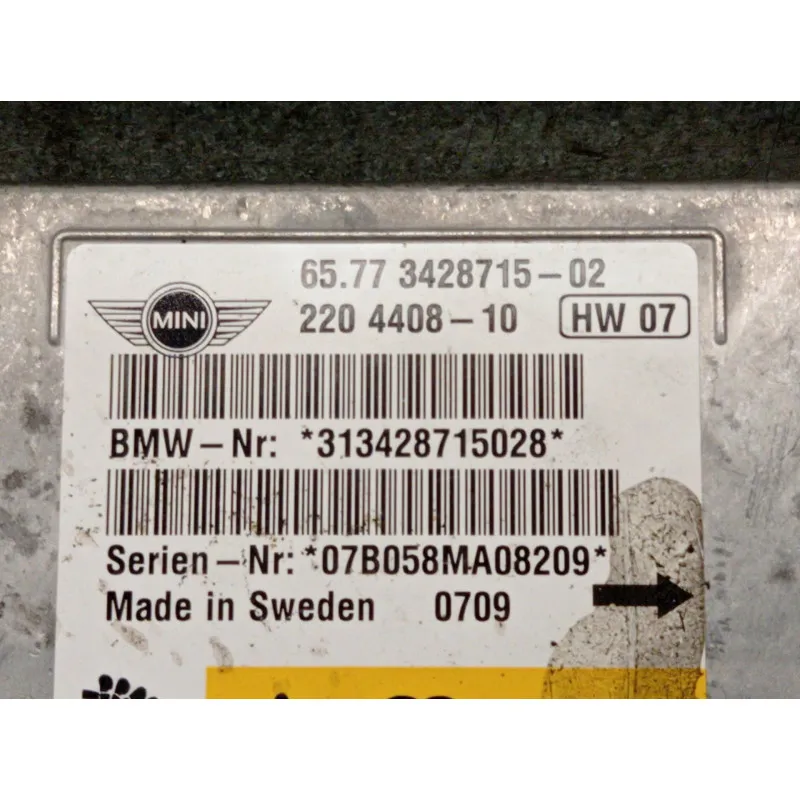 65.77 3428715-02
MINI
220 4408-10 HW 07
BMW-Nr: *313428715028*
Serien-Nr: *07B058MA08209*
Made in Sweden 0709